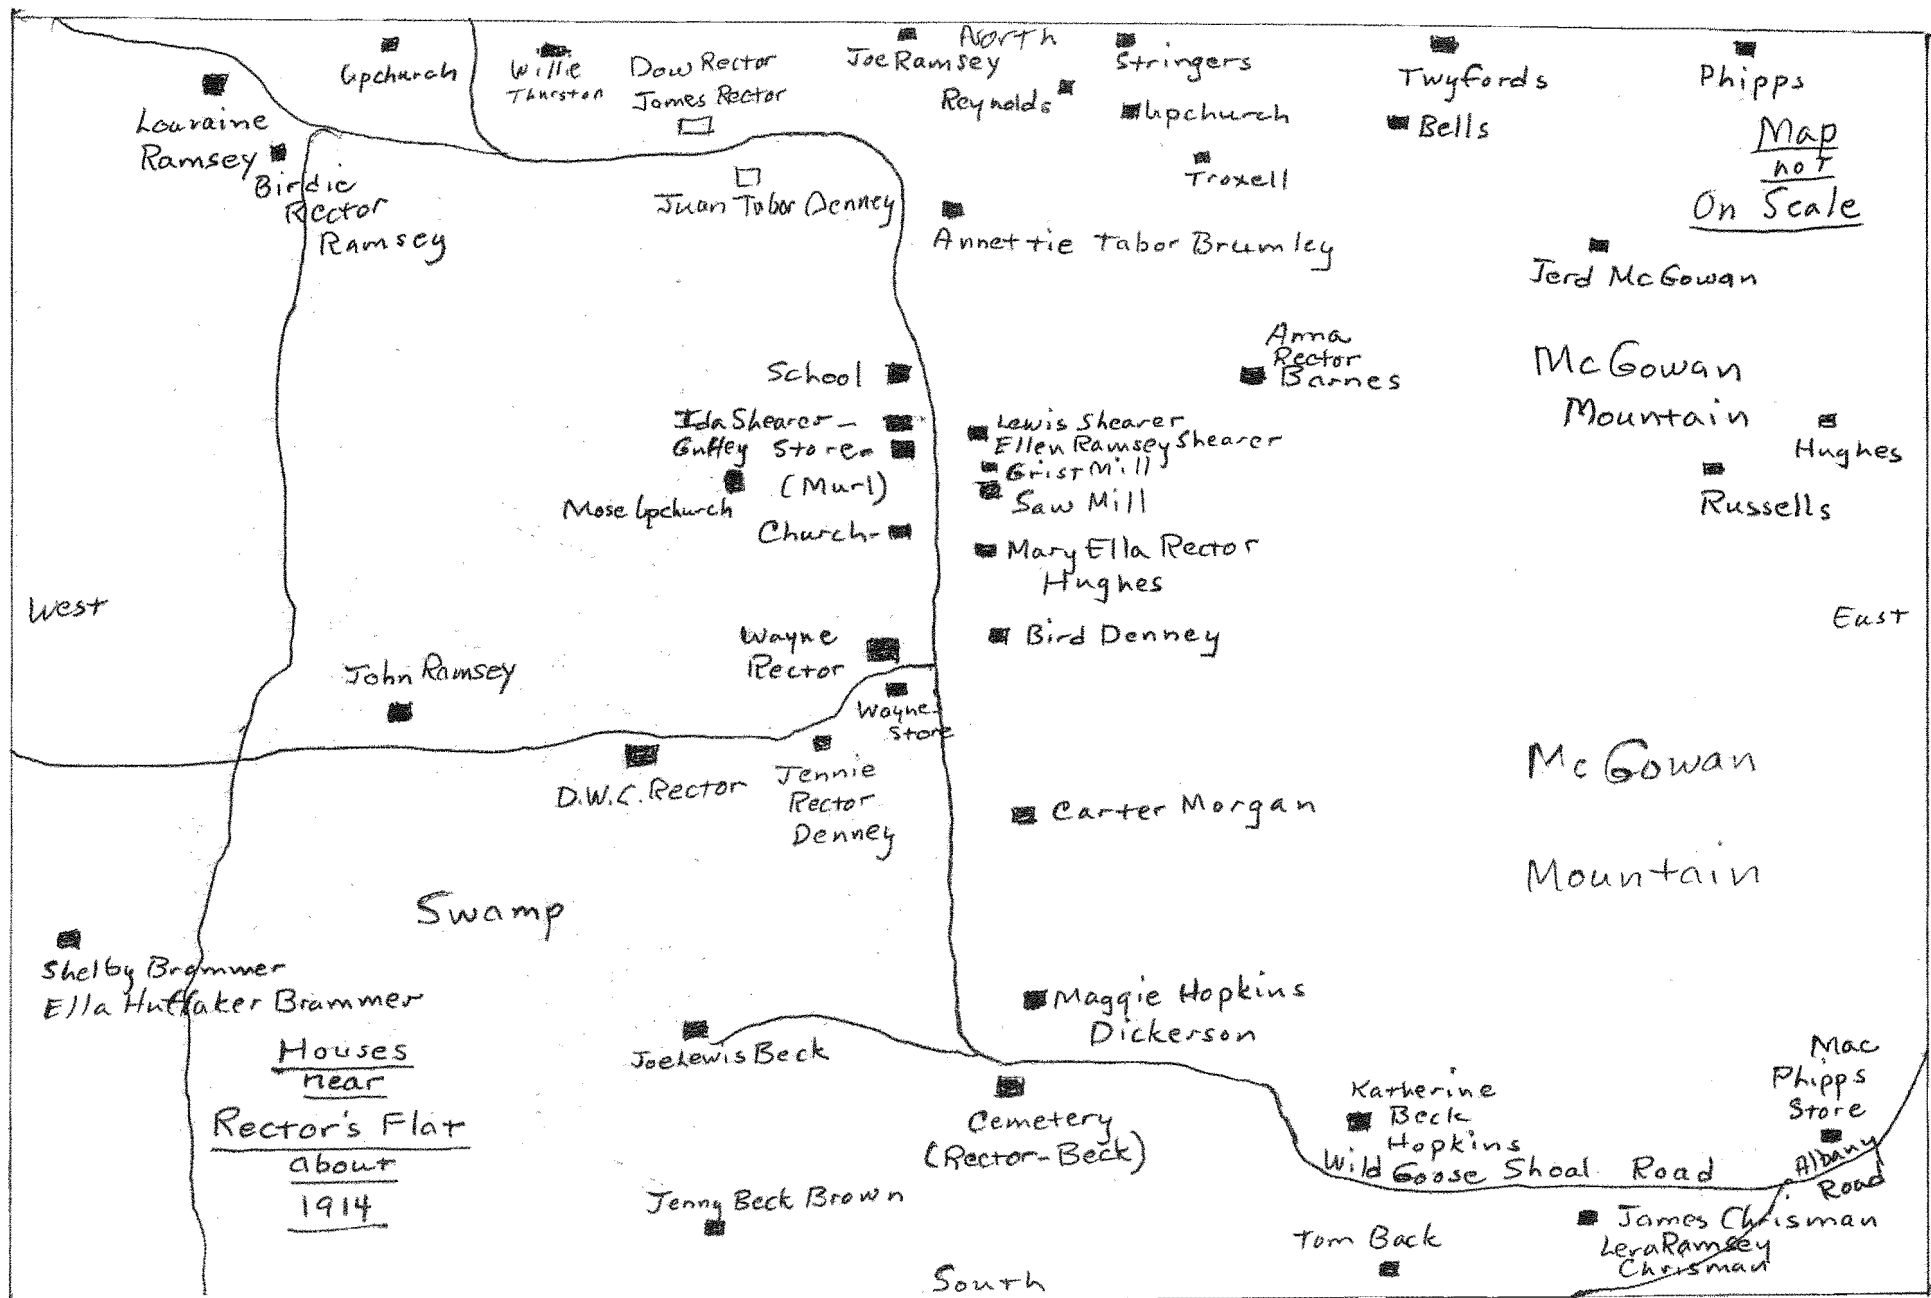 North
Upchurch
Willie
Thurston
Dow Rector
James Rector
Joe Ramsey
Reynolds
Stringers
Upchurch
Twyfords
Bells
Phipps
Map
not
On Scale
Louraine
Ramsey
Birdie
Rector
Ramsey
Juan Tabor Denney
Troxell
Annettie Tabor Brumley
Jerd McGowan
School
Anna
Rector
Barnes
McGowan
Mountain
Ida Shearer -
Guffey Store-
(Murl)
Mose Upchurch
Church-
Lewis Shearer
Ellen Ramsey Shearer
Grist Mill
Saw Mill
Mary Ella Rector
Hughes
Hughes
Russells
West
East
John Ramsey
Wayne
Rector
Bird Denney
Wayne
Store
D.W.C. Rector
Jennie
Rector
Denney
Carter Morgan
McGowan
Mountain
Swamp
Shelby Brammer
Ella Huffaker Brammer
Houses
near
Rector's Flat
about
1914
Joe Lewis Beck
Maggie Hopkins
Dickerson
Cemetery
(Rector-Beck)
Jenny Beck Brown
Katherine
Beck
Hopkins
Wild Goose Shoal Road
Mac
Phipps
Store
Albany
Road
Tom Back
James Chrisman
Lera Ramsey
Chrisman
South